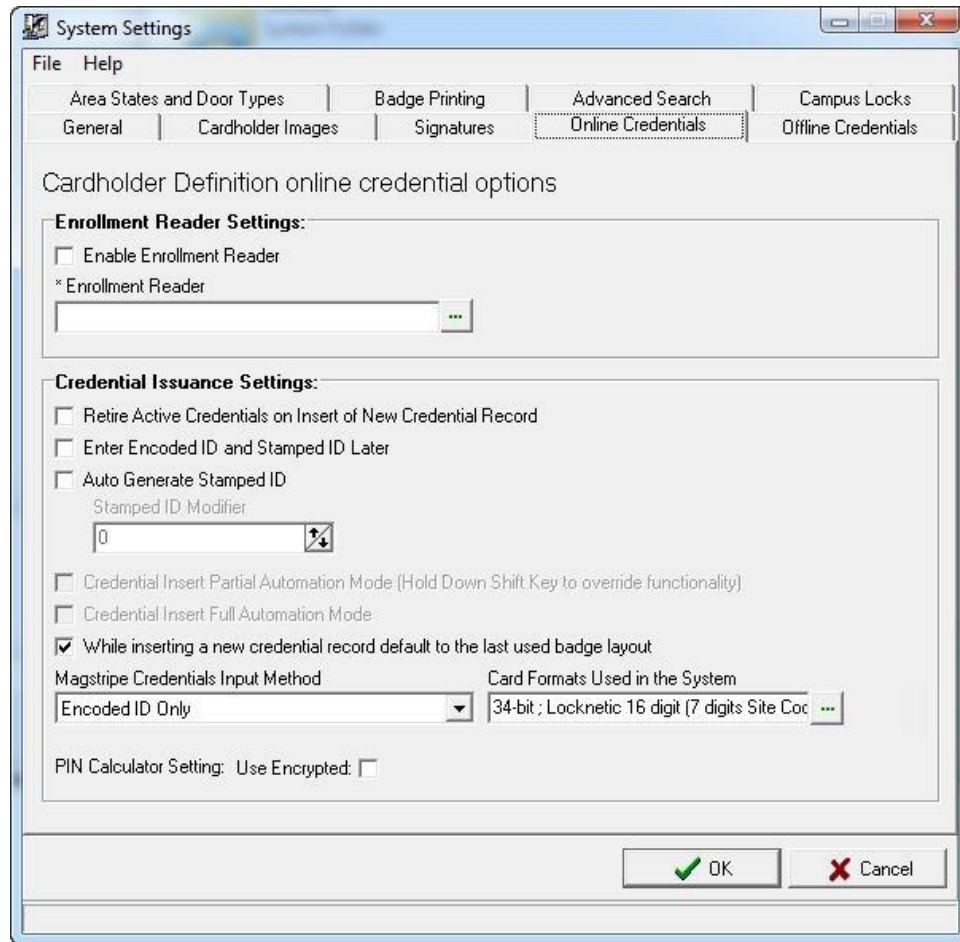 System Settings
File Help
Area States and Door Types Badge Printing Advanced Search Campus Locks
General Cardholder Images Signatures Online Credentials Offline Credentials
Cardholder Definition online credential options
Enrollment Reader Settings:
Enable Enrollment Reader
* Enrollment Reader
...
Credential Issuance Settings:
Retire Active Credentials on Insert of New Credential Record
Enter Encoded ID and Stamped ID Later
Auto Generate Stamped ID
Stamped ID Modifier
0
Credential Insert Partial Automation Mode (Hold Down Shift Key to override functionality)
Credential Insert Full Automation Mode
While inserting a new credential record default to the last used badge layout
Magstripe Credentials Input Method Card Formats Used in the System
Encoded ID Only 34-bit ; Locknetic 16 digit (7 digits Site Coc ...
PIN Calculator Setting: Use Encrypted:
OK Cancel